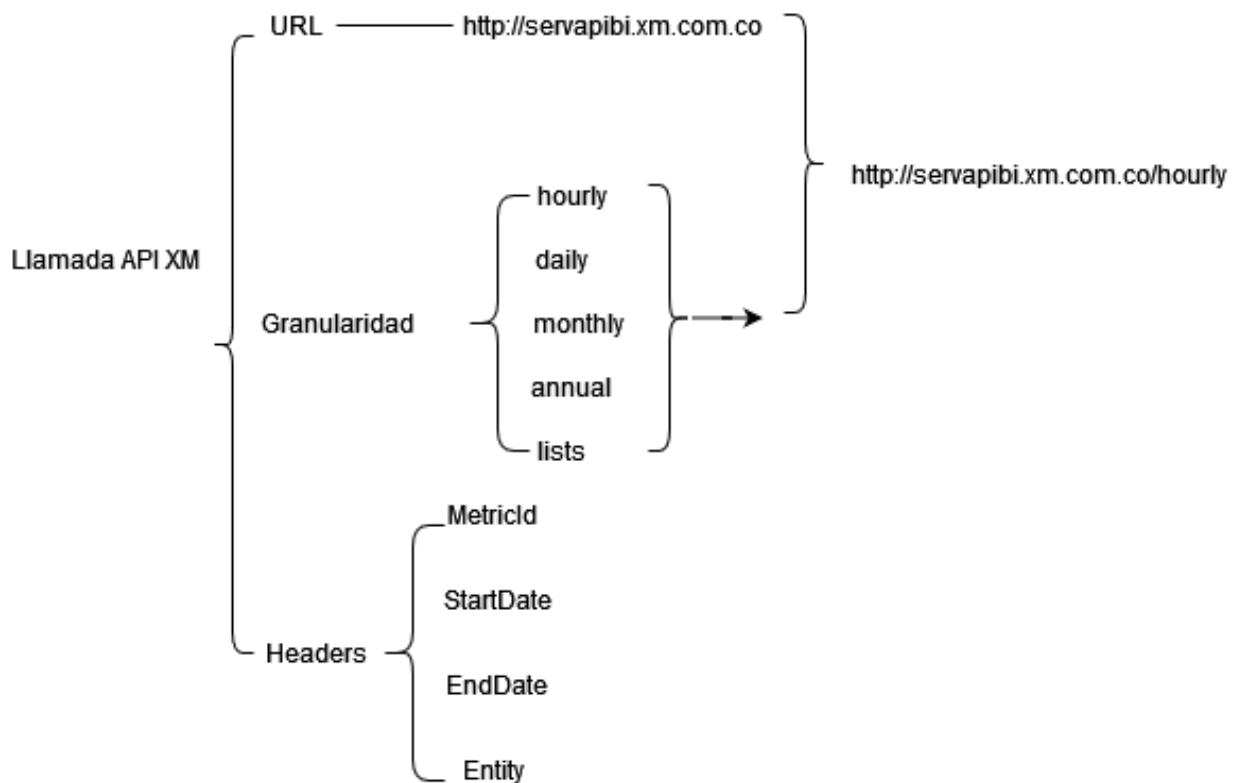 URL
http://servapibi.xm.com.co
http://servapibi.xm.com.co/hourly
hourly
Llamada API XM
daily
Granularidad
monthly
annual
lists
MetricId
StartDate
Headers
EndDate
Entity